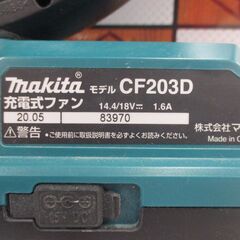 makita モデル CF203D
充電式ファン 14.4/18V⎓ 1.6A
20.05 83970
⚠警告 ・ご使用前に取扱説明書を必ずお読みください。
株式会社マ
Made in C